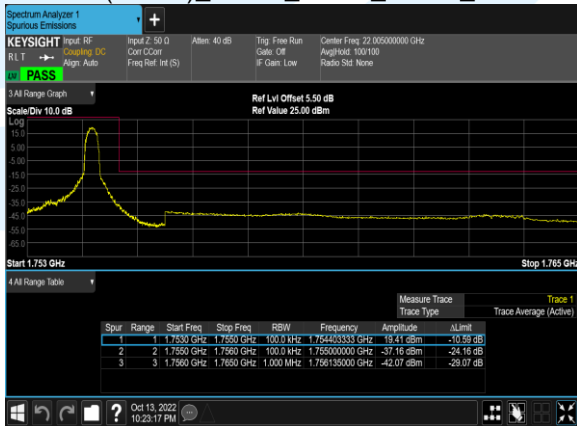 Spectrum Analyzer 1
Spurious Emissions
KEYSIGHT Input: RF Input Z: 50 Ω Atten: 40 dB Trig: Free Run Center Freq: 22.005000000 GHz
RLT Coupling: DC Corr CCorr Gate: Off Avg|Hold: 100/100
Align: Auto Freq Ref: Int (S) IF Gain: Low Radio Std: None
PASS
3 All Range Graph
Ref Lvl Offset 5.50 dB
Scale/Div 10.0 dB Ref Value 25.00 dBm
Log
15.0
5.00
-5.00
-15.0
-25.0
-35.0
-45.0
-55.0
-65.0
Start 1.753 GHz Stop 1.765 GHz
4 All Range Table
Measure Trace Trace 1
Trace Type Trace Average (Active)
Spur Range Start Freq Stop Freq RBW Frequency Amplitude ΔLimit
1 1 1.7530 GHz 1.7550 GHz 100.0 kHz 1.754403333 GHz 19.41 dBm -10.59 dB
2 2 1.7550 GHz 1.7560 GHz 100.0 kHz 1.755000000 GHz -37.16 dBm -24.16 dB
3 3 1.7560 GHz 1.7650 GHz 1.000 MHz 1.756135000 GHz -42.07 dBm -29.07 dB
Oct 13, 2022
10:23:17 PM